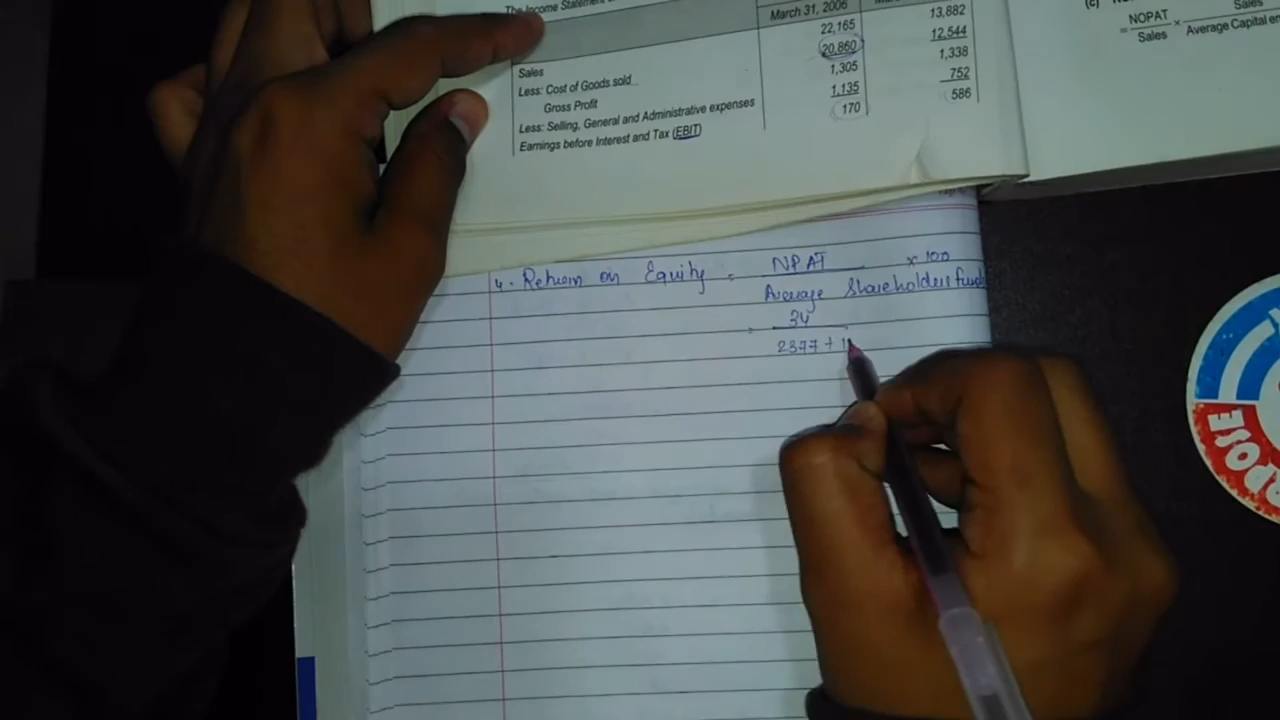 The Income Statement
March 31, 2006
Sales 22,165 13,882
Less: Cost of Goods sold 20,860 12,544
Gross Profit 1,305 1,338
Less: Selling, General and Administrative expenses 1,135 752
Earnings before Interest and Tax (EBIT) 170 586
(c)
Sales
= NOPAT × 
Sales Average Capital
4. Return on Equity = NPAT × 100
Average Shareholders funds
= 34
2377 + 1
POSE